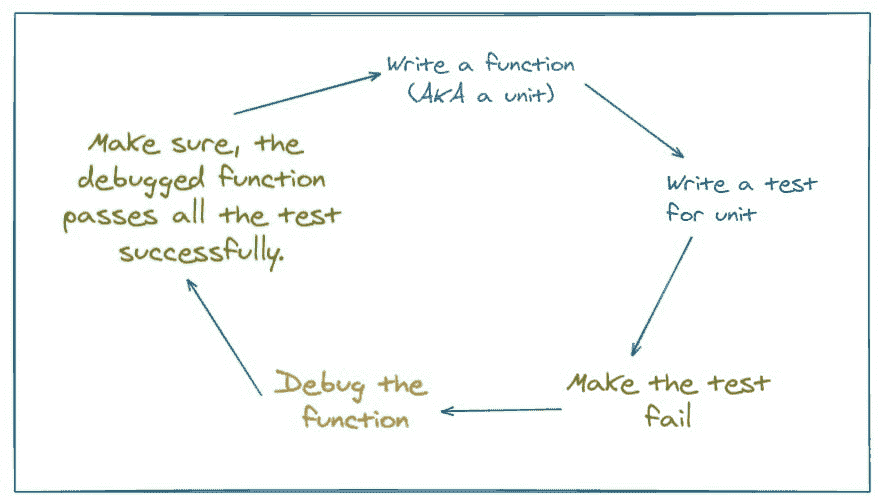 Write a function
(AKA a unit)
Write a test
for unit
Make the test
fail
Debug the
function
Make sure, the
debugged function
passes all the test
successfully.